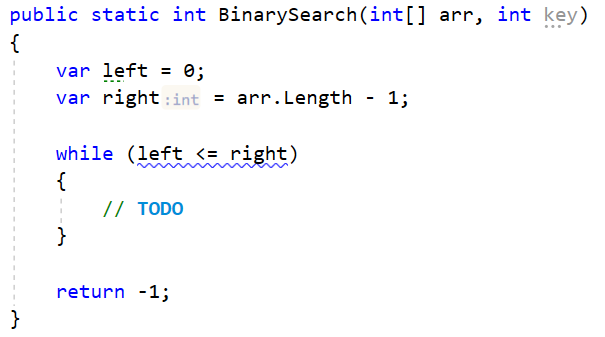 public static int BinarySearch(int[] arr, int key)
{
    var left = 0;
    var right :int = arr.Length - 1;

    while (left <= right)
    {
        // TODO
    }

    return -1;
}